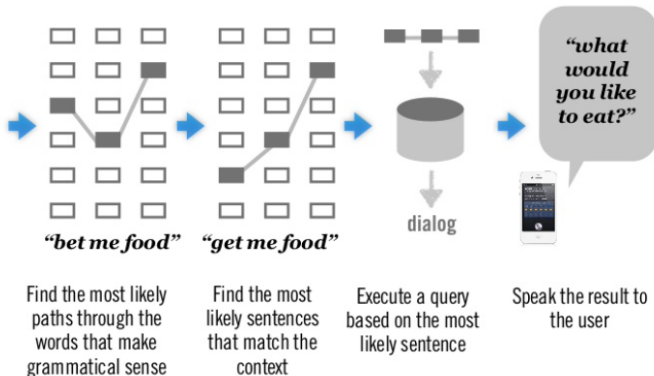 “what
would
you like
to eat?”
dialog
“bet me food”
“get me food”
Find the most likely
paths through the
words that make
grammatical sense
Find the most
likely sentences
that match the
context
Execute a query
based on the most
likely sentence
Speak the result to
the user